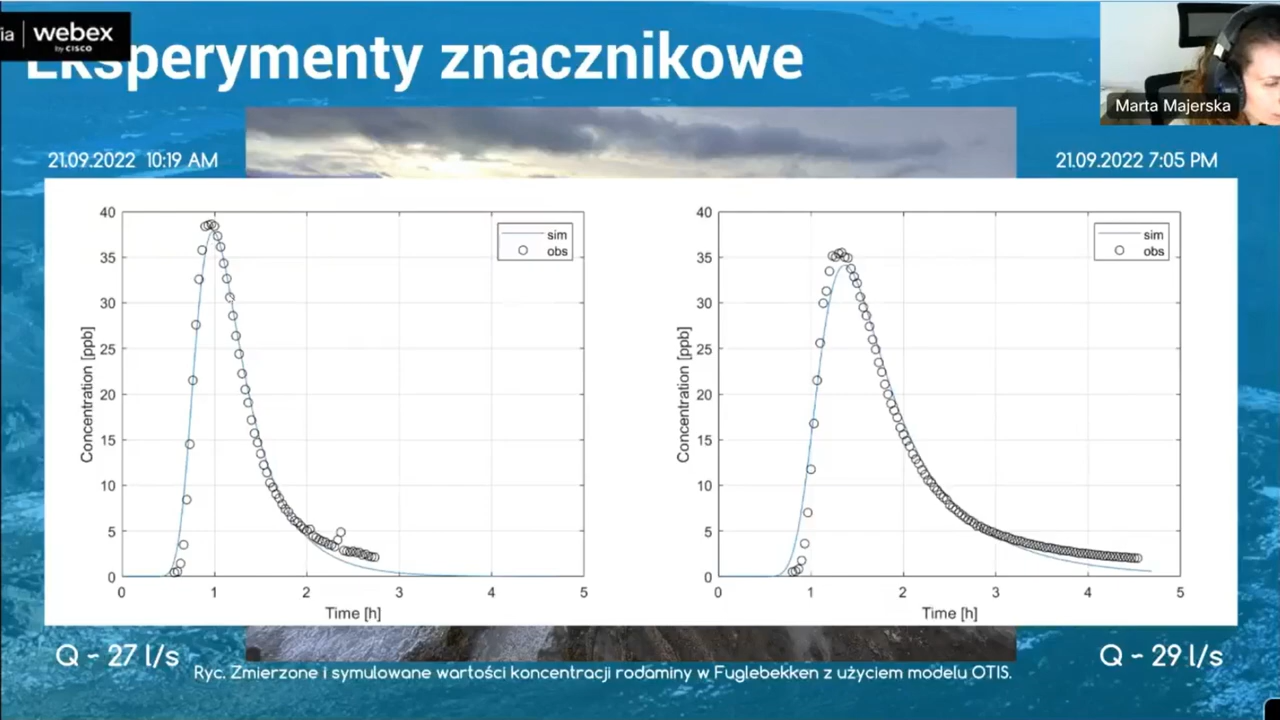 ia | webex
by CISCO
Eksperymenty znacznikowe
Marta Majerska
21.09.2022 10:19 AM
21.09.2022 7:05 PM
40
35
30
25
20
15
10
5
0
0 1 2 3 4 5
Concentration [ppb]
Time [h]
sim
obs
40
35
30
25
20
15
10
5
0
0 1 2 3 4 5
Concentration [ppb]
Time [h]
sim
obs
Q ~ 27 l/s
Q ~ 29 l/s
Ryc. Zmierzone i symulowane wartości koncentracji rodaminy w Fuglebekken z użyciem modelu OTIS.